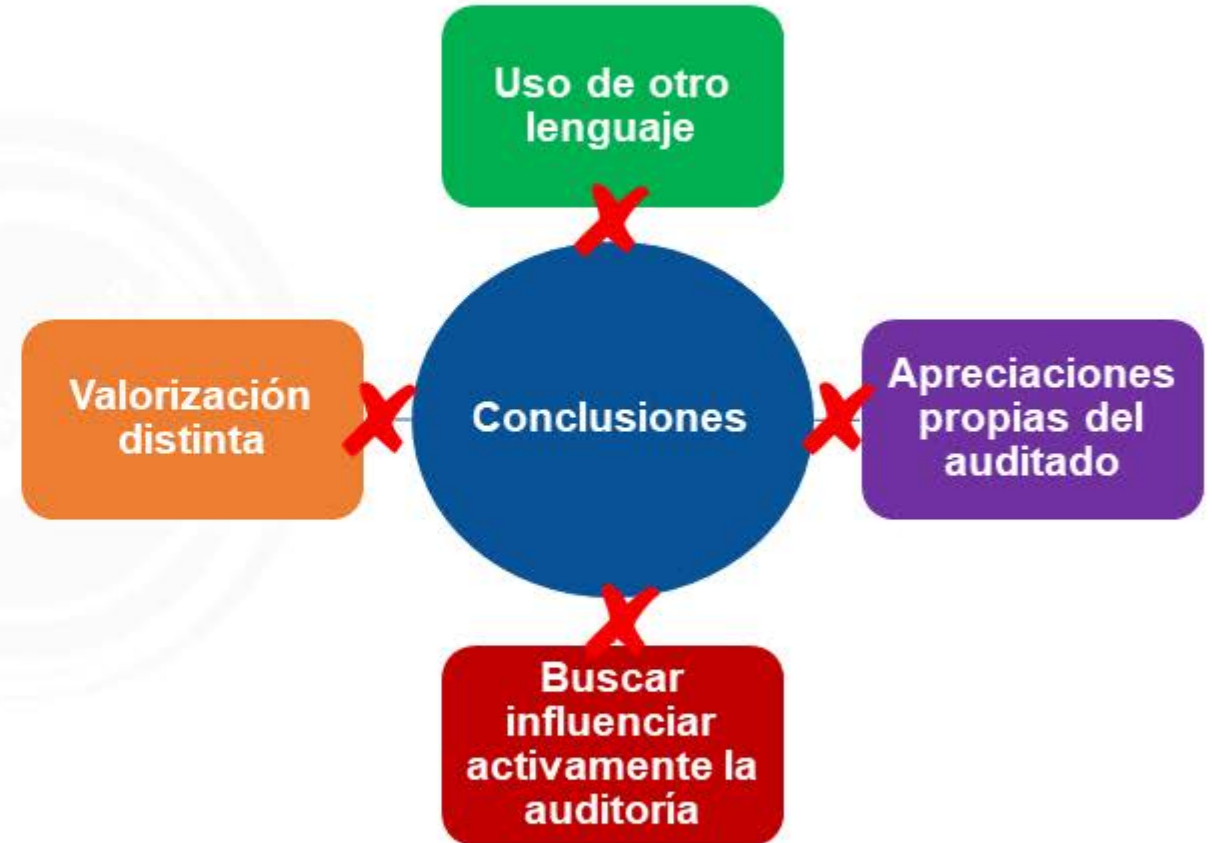 Uso de otro
lenguaje
Valorización
distinta
Conclusiones
Apreciaciones
propias del
auditado
Buscar
influenciar
activamente la
auditoría